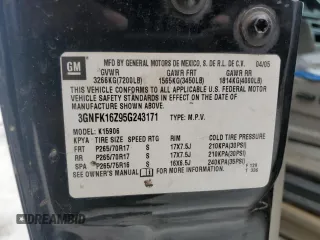 GM
MFD BY GENERAL MOTORS DE MEXICO, S. DE R.L. DE C.V. 04/05
GVWR GAWR FRT GAWR RR
3266KG(7200LB) 1565KG(3450LB) 1814KG(4000LB)
THIS VEHICLE CONFORMS TO ALL APPLICABLE U.S. FEDERAL
MOTOR VEHICLE SAFETY STANDARDS IN EFFECT ON THE DATE
OF MANUFACTURE SHOWN ABOVE.
3GNFK16Z95G243171 TYPE: M.P.V.
MODEL: K15906
KPYA TIRE SIZE SPEED RTG RIM COLD TIRE PRESSURE
FRT P265/70R17 S 17X7.5J 210KPA(30PSI)
RR P265/70R17 S 17X7.5J 210KPA(30PSI)
SPA P265/75R16 S 16X6.5J 240KPA(35PSI)
SEE OWNER'S MANUAL FOR ADDITIONAL INFORMATION
AUTOBIDMASTER